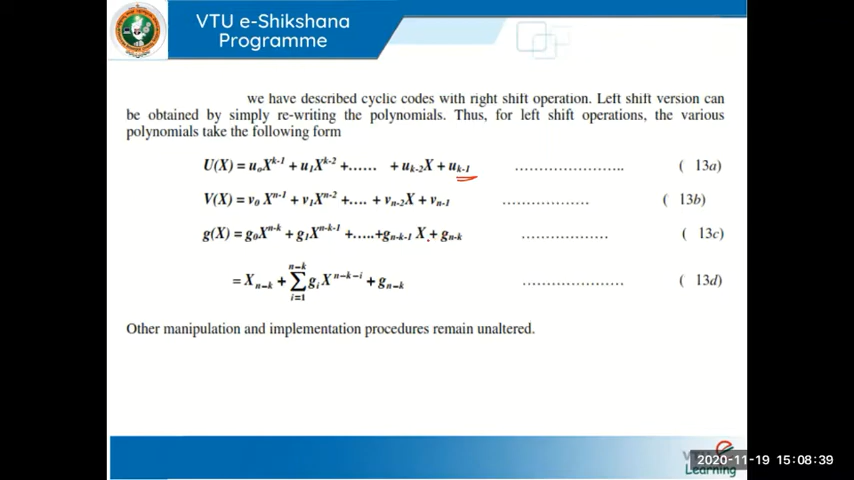 VTU e-Shikshana
Programme
we have described cyclic codes with right shift operation. Left shift version can
be obtained by simply re-writing the polynomials. Thus, for left shift operations, the various
polynomials take the following form
U(X) = u₀X^{k-1} + u₁X^{k-2} +…… + u_{k-2}X + u_{k-1} ………………….. ( 13a)
V(X) = v₀ X^{n-1} + v₁X^{n-2} +…. + v_{n-2}X + v_{n-1} ……………… ( 13b)
g(X) = g₀X^{n-k} + g₁X^{n-k-1} +…..+g_{n-k-1} X + g_{n-k} ……………… ( 13c)
= X_{n-k} + ∑_{i=1}^{n-k} g_i X^{n-k-i} + g_{n-k} ………………… ( 13d)
Other manipulation and implementation procedures remain unaltered.
2020-11-19 15:08:39
Learning